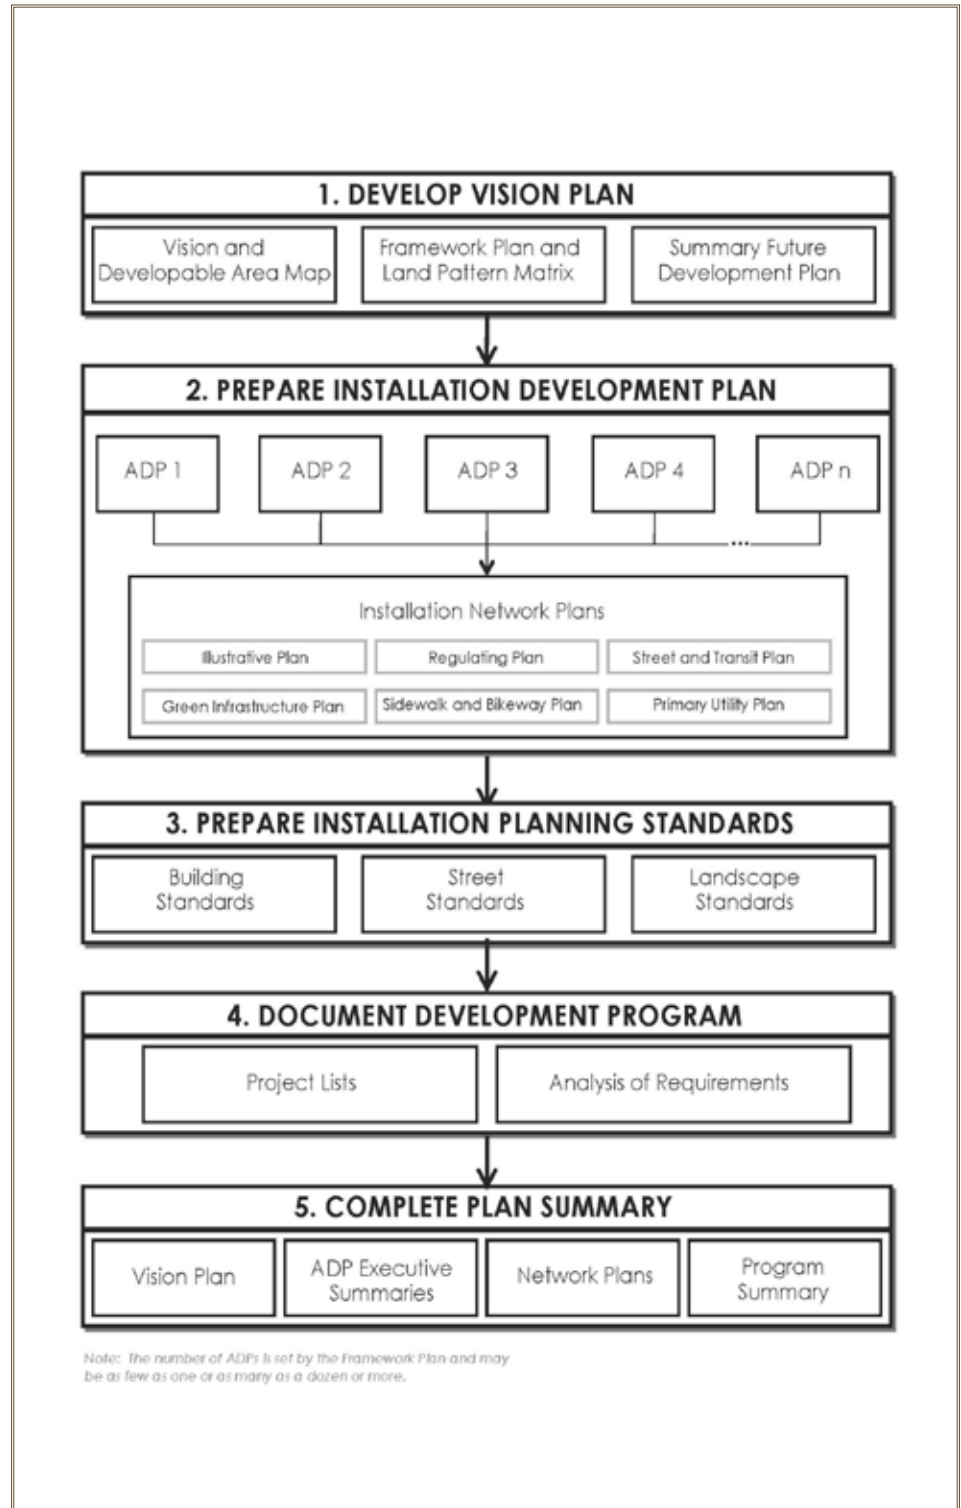 1. DEVELOP VISION PLAN
Vision and
Developable Area Map
Framework Plan and
Land Pattern Matrix
Summary Future
Development Plan
2. PREPARE INSTALLATION DEVELOPMENT PLAN
ADP 1
ADP 2
ADP 3
ADP 4
ADP n
...
Installation Network Plans
Illustrative Plan
Regulating Plan
Street and Transit Plan
Green Infrastructure Plan
Sidewalk and Bikeway Plan
Primary Utility Plan
3. PREPARE INSTALLATION PLANNING STANDARDS
Building
Standards
Street
Standards
Landscape
Standards
4. DOCUMENT DEVELOPMENT PROGRAM
Project Lists
Analysis of Requirements
5. COMPLETE PLAN SUMMARY
Vision Plan
ADP Executive
Summaries
Network Plans
Program
Summary
Note: The number of ADPs is set by the Framework Plan and may
be as few as one or as many as a dozen or more.